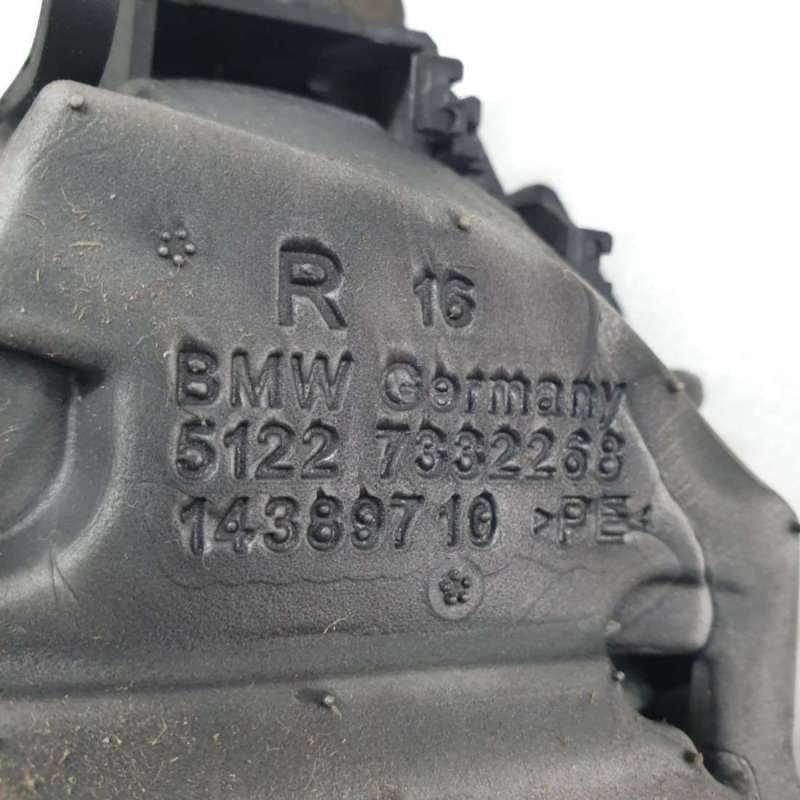 R 16
BMW Germany
5122 7332268
14389710 >PE<